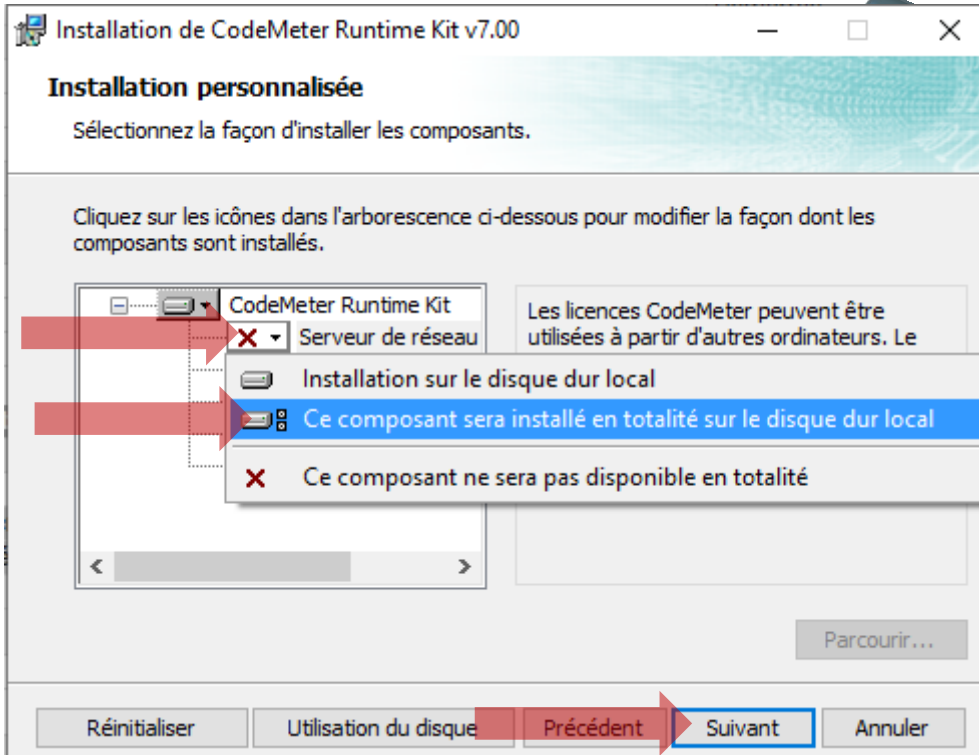 Installation de CodeMeter Runtime Kit v7.00
Installation personnalisée
Sélectionnez la façon d'installer les composants.
Cliquez sur les icônes dans l'arborescence ci-dessous pour modifier la façon dont les
composants sont installés.
CodeMeter Runtime Kit
Serveur de réseau
Les licences CodeMeter peuvent être
utilisées à partir d'autres ordinateurs. Le
Installation sur le disque dur local
Ce composant sera installé en totalité sur le disque dur local
Ce composant ne sera pas disponible en totalité
Parcourir...
Réinitialiser
Utilisation du disque
Précédent
Suivant
Annuler